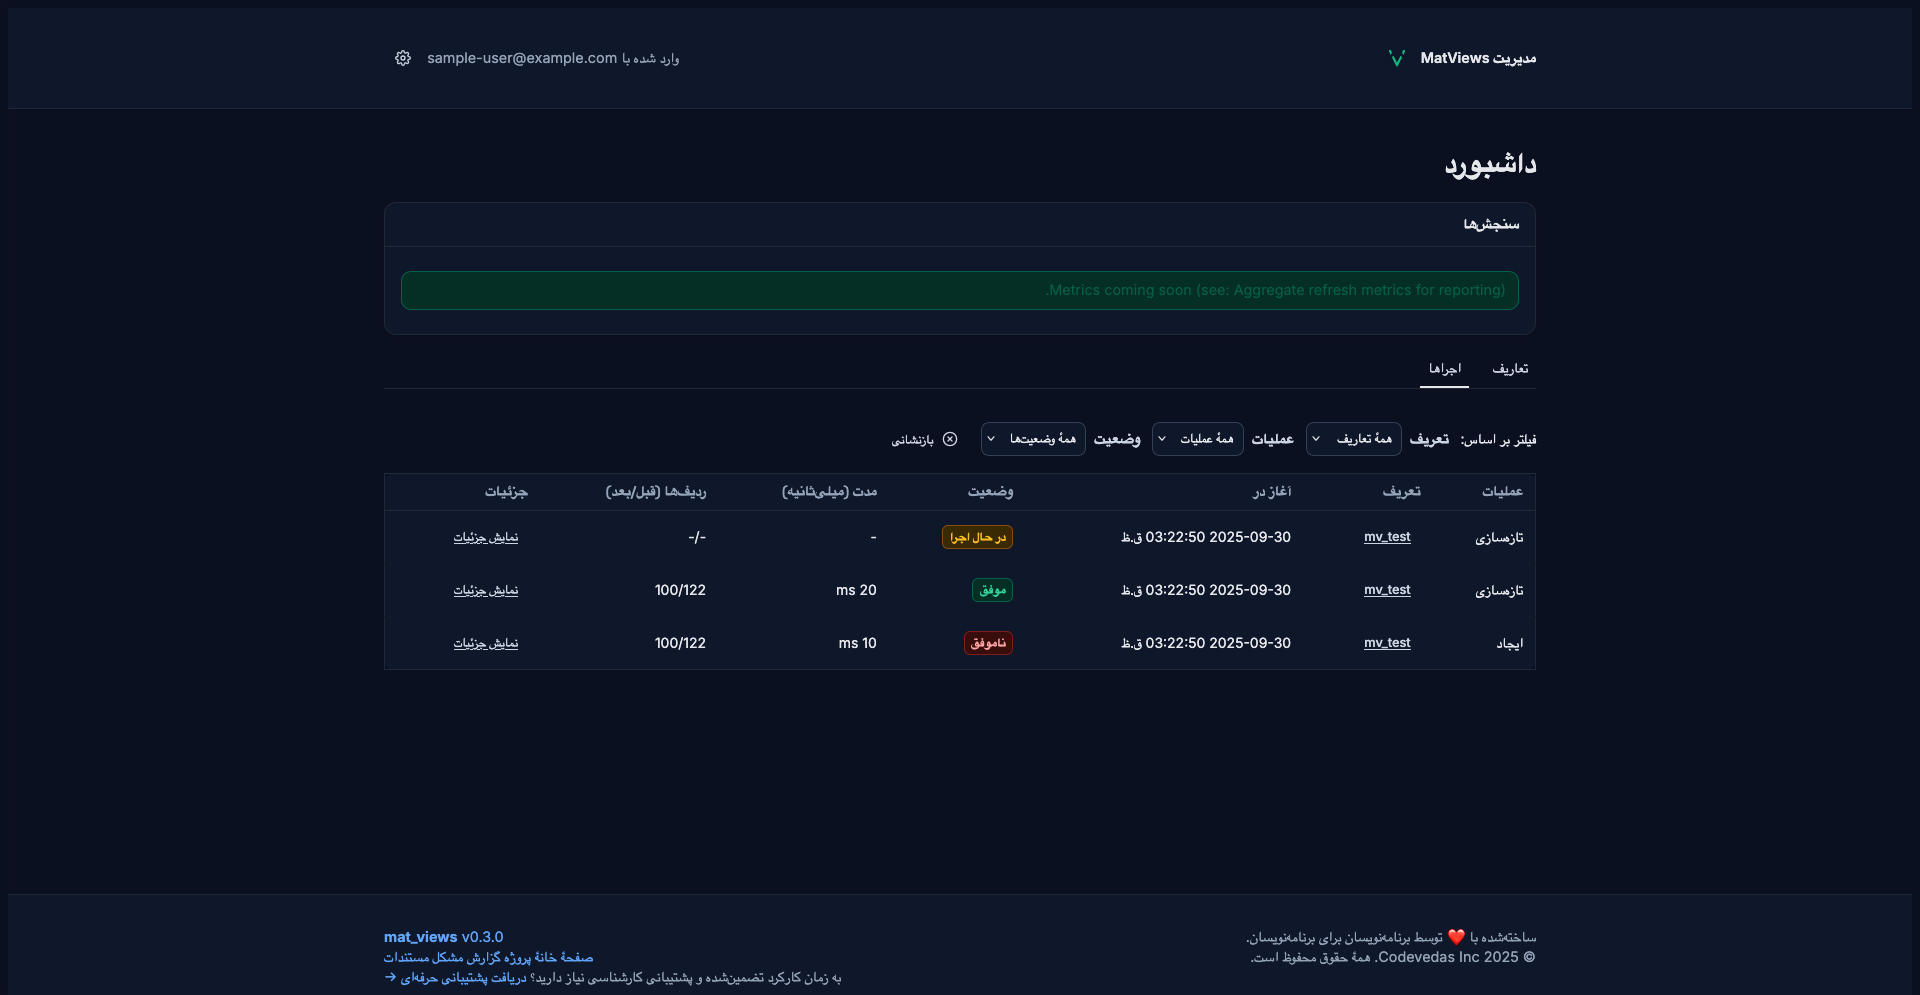 مدیریت MatViews
وارد شده با sample-user@example.com
داشبورد
سنجش‌ها
Metrics coming soon (see: Aggregate refresh metrics for reporting).
تعاریف
اجراها
فیلتر بر اساس: تعریف همهٔ تعاریف عملیات همهٔ عملیات وضعیت همهٔ وضعیت‌ها بازنشانی
عملیات تعریف آغاز در وضعیت مدت (میلی‌ثانیه) ردیف‌ها (قبل/بعد) جزئیات
تازه‌سازی mv_test 2025-09-30 03:22:50 ق.ظ در حال اجرا - -/- نمایش جزئیات
تازه‌سازی mv_test 2025-09-30 03:22:50 ق.ظ موفق 20 ms 100/122 نمایش جزئیات
ایجاد mv_test 2025-09-30 03:22:50 ق.ظ ناموفق 10 ms 100/122 نمایش جزئیات
ساخته‌شده با ❤️ توسط برنامه‌نویسان برای برنامه‌نویسان.
© 2025 Codevedas Inc. همهٔ حقوق محفوظ است.
mat_views v0.3.0
صفحهٔ خانهٔ پروژه گزارش مشکل مستندات
به زمان کارکرد تضمین‌شده و پشتیبانی کارشناسی نیاز دارید؟ دریافت پشتیبانی حرفه‌ای →